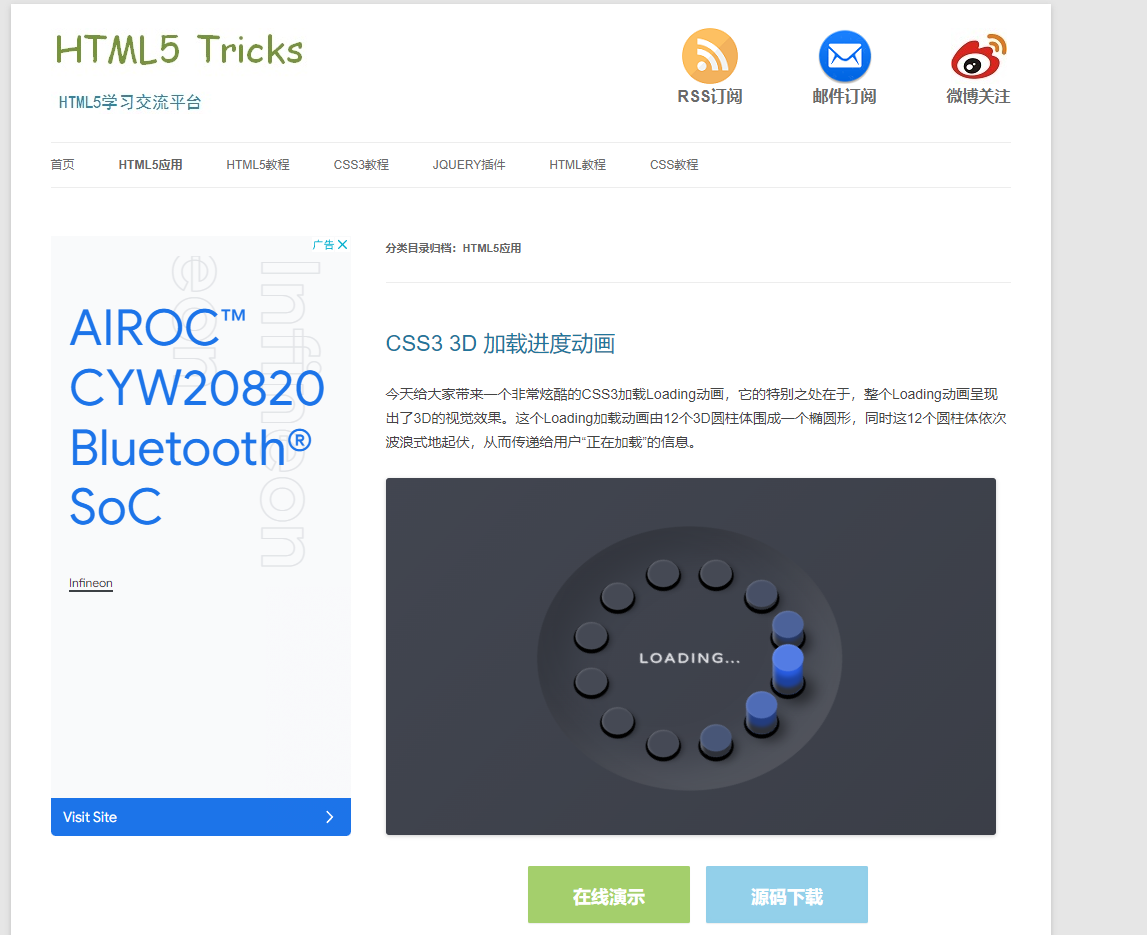 HTML5 Tricks
HTML5学习交流平台
RSS订阅
邮件订阅
微博关注
首页
HTML5应用
HTML5教程
CSS3教程
JQUERY插件
HTML教程
CSS教程
广告
Infineon
AIROC™
CYW20820
Bluetooth®
SoC
Infineon
Visit Site
分类目录归档：HTML5应用
CSS3 3D 加载进度动画
今天给大家带来一个非常炫酷的CSS3加载Loading动画，它的特别之处在于，整个Loading动画呈现
出了3D的视觉效果。这个Loading加载动画由12个3D圆柱体围成一个椭圆形，同时这12个圆柱体依次
波浪式地起伏，从而传递给用户“正在加载”的信息。
LOADING...
在线演示
源码下载